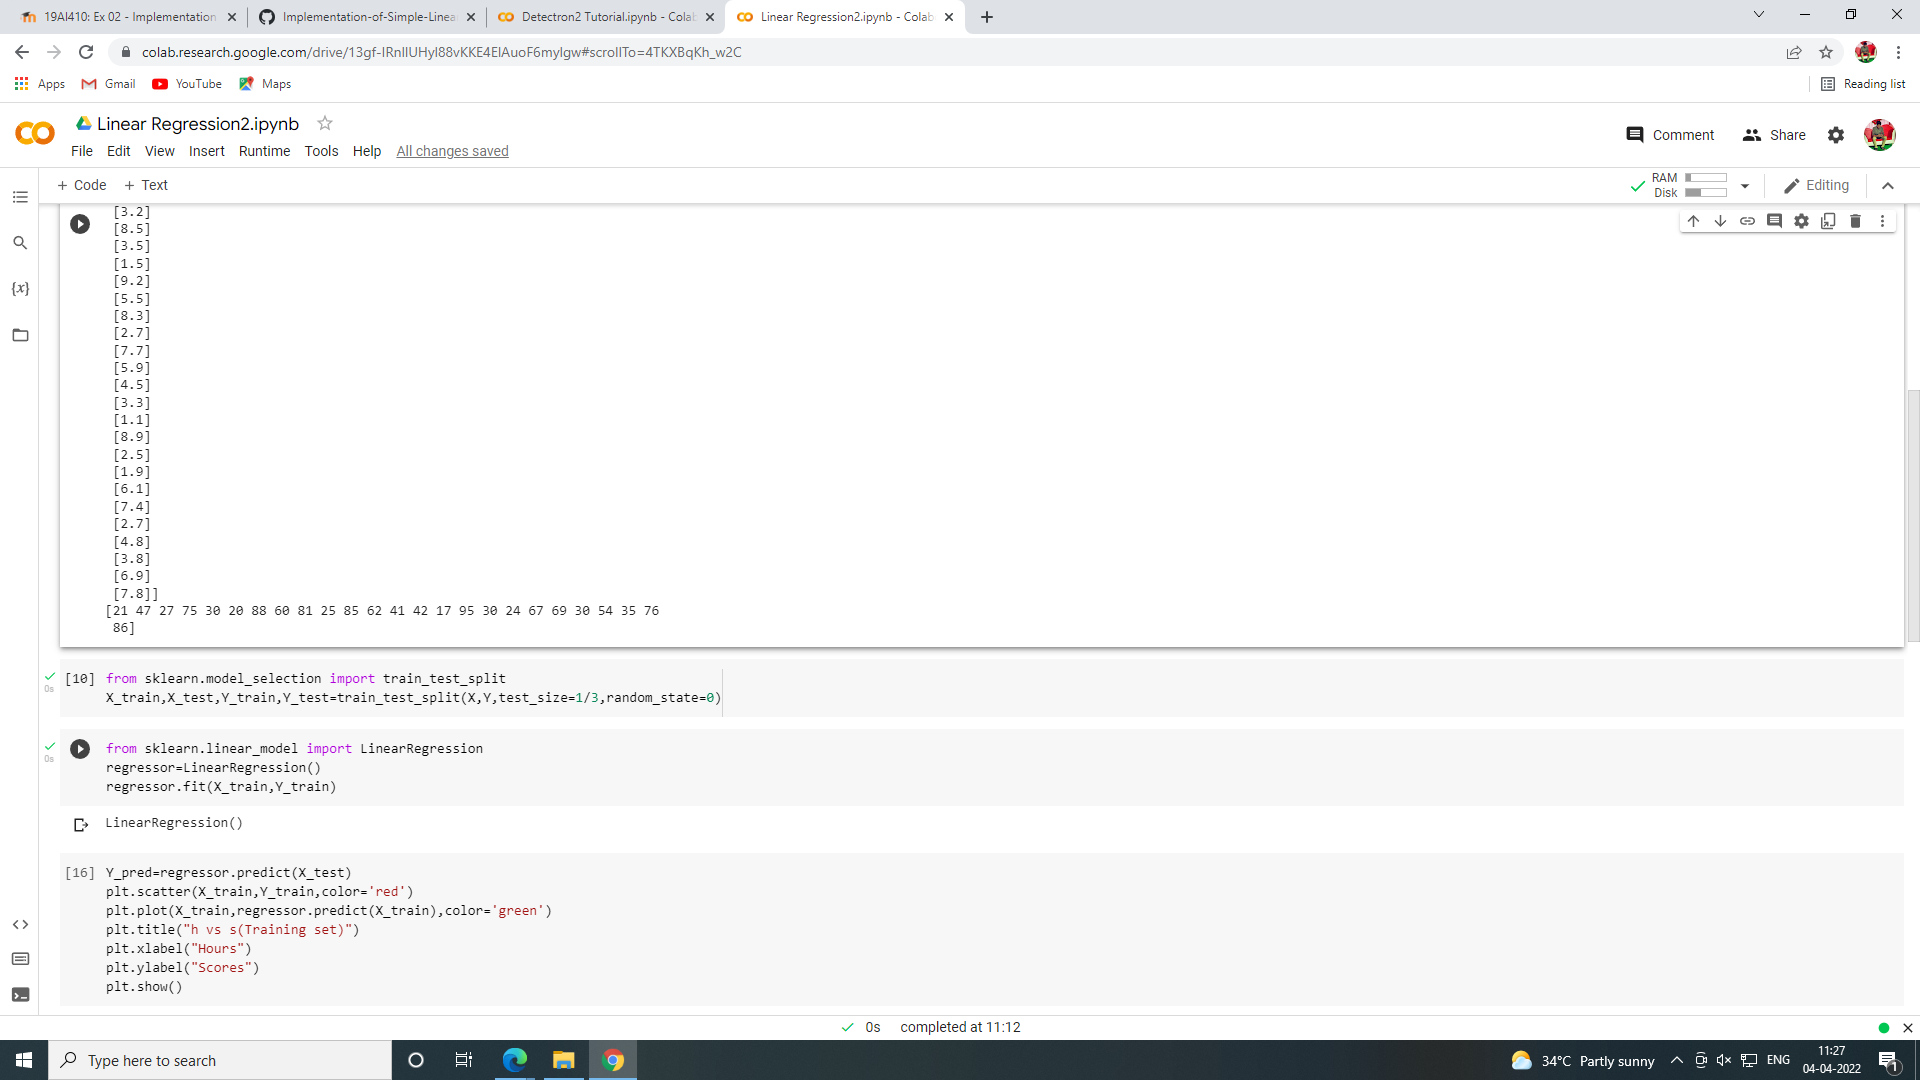 19AI410: Ex 02 - Implementation
Implementation-of-Simple-Linea
Detectron2 Tutorial.ipynb - Colab
Linear Regression2.ipynb - Colab
Apps
Gmail
YouTube
Maps
Reading list
Linear Regression2.ipynb
File Edit View Insert Runtime Tools Help All changes saved
Comment
Share
+ Code + Text
RAM
Disk
Editing
[3.2]
[8.5]
[3.5]
[1.5]
[9.2]
[5.5]
[8.3]
[2.7]
[7.7]
[5.9]
[4.5]
[3.3]
[1.1]
[8.9]
[2.5]
[1.9]
[6.1]
[7.4]
[2.7]
[4.8]
[3.8]
[6.9]
[7.8]]
[21 47 27 75 30 20 88 60 81 25 85 62 41 42 17 95 30 24 67 69 30 54 35 76
86]
[10] from sklearn.model_selection import train_test_split
0s
X_train,X_test,Y_train,Y_test=train_test_split(X,Y,test_size=1/3,random_state=0)
from sklearn.linear_model import LinearRegression
0s
regressor=LinearRegression()
regressor.fit(X_train,Y_train)
LinearRegression()
[16] Y_pred=regressor.predict(X_test)
plt.scatter(X_train,Y_train,color='red')
plt.plot(X_train,regressor.predict(X_train),color='green')
plt.title("h vs s(Training set)")
plt.xlabel("Hours")
plt.ylabel("Scores")
plt.show()
0s completed at 11:12
Type here to search
34°C Partly sunny
ENG
11:27
04-04-2022
1